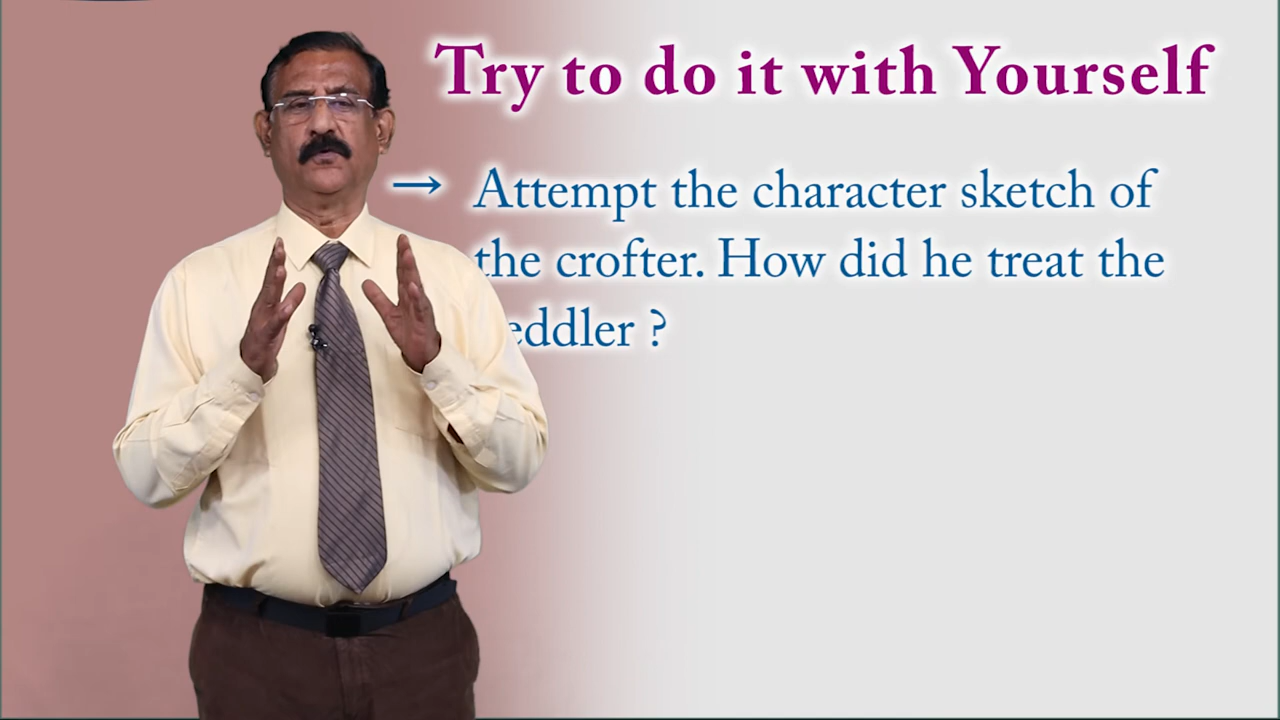 Try to do it with Yourself
→ Attempt the character sketch of
the crofter. How did he treat the
eddler ?